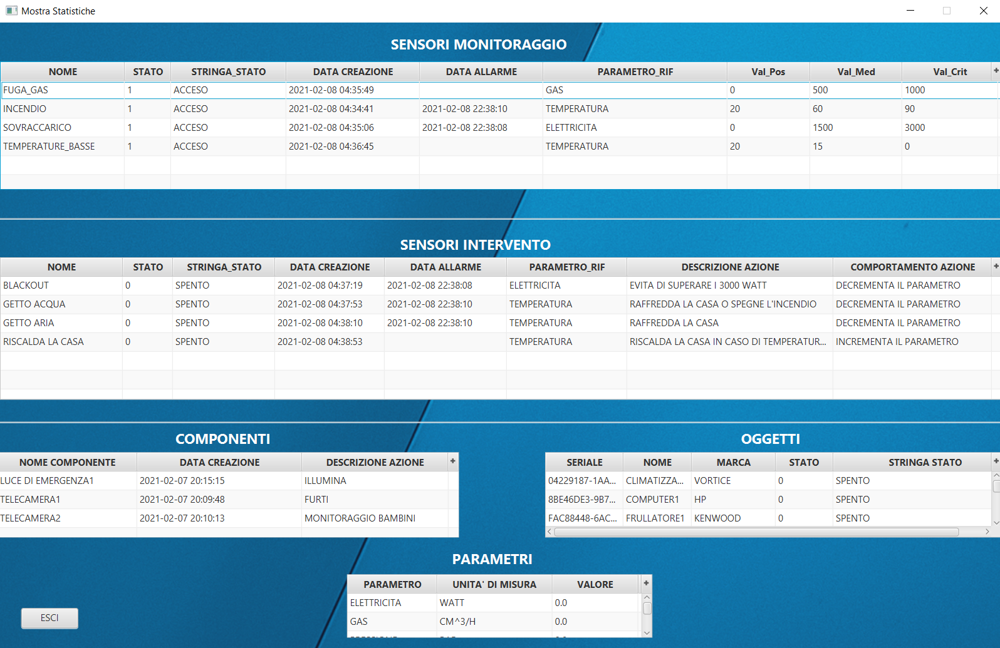 Mostra Statistiche
SENSORI MONITORAGGIO
NOME STATO STRINGA_STATO DATA CREAZIONE DATA ALLARME PARAMETRO_RIF Val_Pos Val_Med Val_Crit +
FUGA_GAS 1 ACCESO 2021-02-08 04:35:49 GAS 0 500 1000
INCENDIO 1 ACCESO 2021-02-08 04:34:41 2021-02-08 22:38:10 TEMPERATURA 20 60 90
SOVRACCARICO 1 ACCESO 2021-02-08 04:35:06 2021-02-08 22:38:08 ELETTRICITA 0 1500 3000
TEMPERATURE_BASSE 1 ACCESO 2021-02-08 04:36:45 TEMPERATURA 20 15 0
SENSORI INTERVENTO
NOME STATO STRINGA_STATO DATA CREAZIONE DATA ALLARME PARAMETRO_RIF DESCRIZIONE AZIONE COMPORTAMENTO AZIONE +
BLACKOUT 0 SPENTO 2021-02-08 04:37:19 2021-02-08 22:38:08 ELETTRICITA EVITA DI SUPERARE I 3000 WATT DECREMENTA IL PARAMETRO
GETTO ACQUA 0 SPENTO 2021-02-08 04:37:53 2021-02-08 22:38:10 TEMPERATURA RAFFREDDA LA CASA O SPEGNE L'INCENDIO DECREMENTA IL PARAMETRO
GETTO ARIA 0 SPENTO 2021-02-08 04:38:10 2021-02-08 22:38:10 TEMPERATURA RAFFREDDA LA CASA DECREMENTA IL PARAMETRO
RISCALDA LA CASA 0 SPENTO 2021-02-08 04:38:53 TEMPERATURA RISCALDA LA CASA IN CASO DI TEMPERATUR... INCREMENTA IL PARAMETRO
COMPONENTI
NOME COMPONENTE DATA CREAZIONE DESCRIZIONE AZIONE +
LUCE DI EMERGENZA1 2021-02-07 20:15:15 ILLUMINA
TELECAMERA1 2021-02-07 20:09:48 FURTI
TELECAMERA2 2021-02-07 20:10:13 MONITORAGGIO BAMBINI
OGGETTI
SERIALE NOME MARCA STATO STRINGA STATO +
04229187-1AA... CLIMATIZZA... VORTICE 0 SPENTO
8BE46DE3-9B7... COMPUTER1 HP 0 SPENTO
FAC88448-6AC... FRULLATORE1 KENWOOD 0 SPENTO
PARAMETRI
PARAMETRO UNITA' DI MISURA VALORE +
ELETTRICITA WATT 0.0
GAS CM^3/H 0.0
ESCI